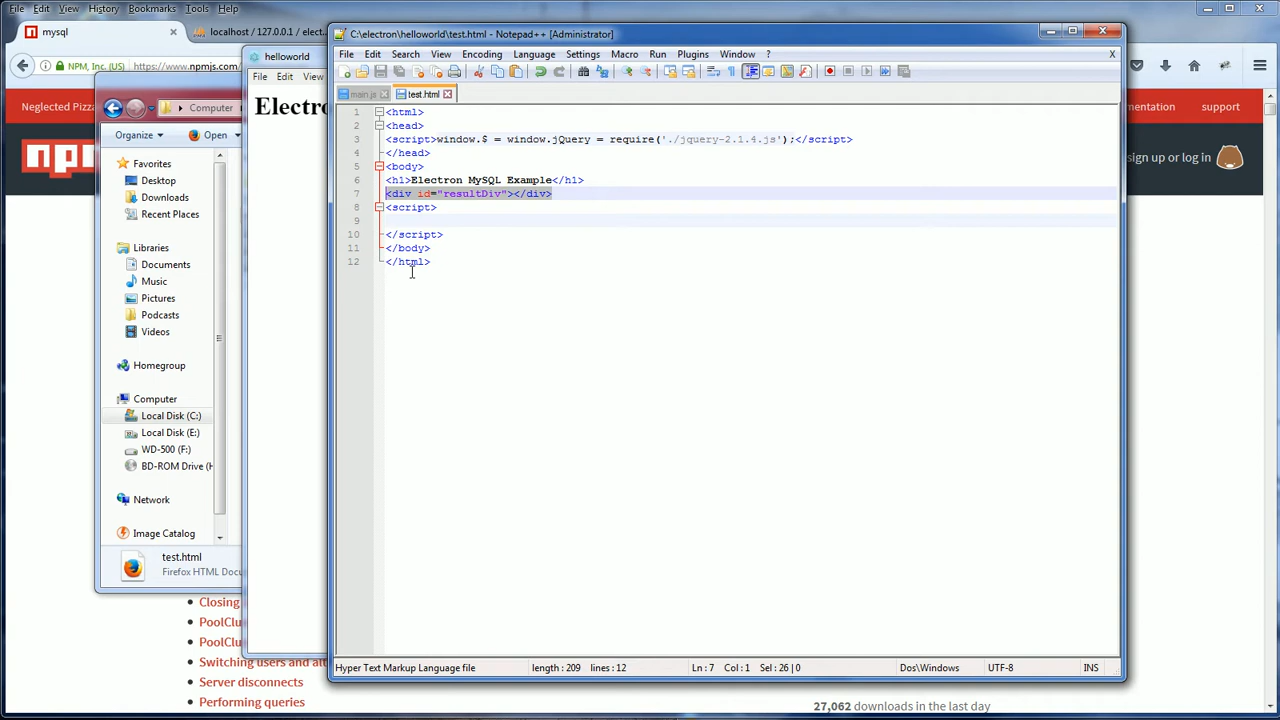 File Edit View History Bookmarks Tools Help
mysql
localhost / 127.0.0.1 / elect...
NPM, Inc. (US) https://www.npmjs.com/
Neglected Pizza
mentation support
npm
sign up or log in
Computer
Organize Open
Favorites
Desktop
Downloads
Recent Places
Libraries
Documents
Music
Pictures
Podcasts
Videos
Homegroup
Computer
Local Disk (C:)
Local Disk (E:)
WD-500 (F:)
BD-ROM Drive (H
Network
Image Catalog
test.html
Firefox HTML Docu
helloworld
File Edit View
Electro
C:\electron\helloworld\test.html - Notepad++ [Administrator]
File Edit Search View Encoding Language Settings Macro Run Plugins Window ? X
main.js test.html
1 <html>
2 <head>
3 <script>window.$ = window.jQuery = require('./jquery-2.1.4.js');</script>
4 </head>
5 <body>
6 <h1>Electron MySQL Example</h1>
7 <div id="resultDiv"></div>
8 <script>
9
10 </script>
11 </body>
12 </html>
Hyper Text Markup Language file length : 209 lines : 12 Ln : 7 Col : 1 Sel : 26 | 0 Dos\Windows UTF-8 INS
Closing
PoolClu
PoolClu
Switching users and alt
Server disconnects
Performing queries
27,062 downloads in the last day